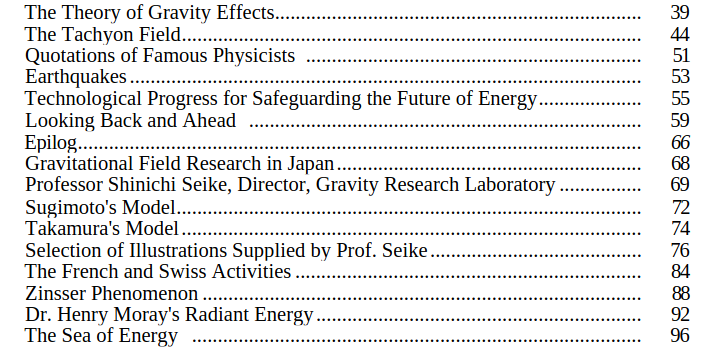 The Theory of Gravity Effects.................................................................... 39
The Tachyon Field....................................................................................... 44
Quotations of Famous Physicists ................................................................ 51
Earthquakes ................................................................................................. 53
Technological Progress for Safeguarding the Future of Energy.................... 55
Looking Back and Ahead ........................................................................... 59
Epilog............................................................................................................ 66
Gravitational Field Research in Japan........................................................... 68
Professor Shinichi Seike, Director, Gravity Research Laboratory ................ 69
Sugimoto's Model......................................................................................... 72
Takamura's Model........................................................................................ 74
Selection of Illustrations Supplied by Prof. Seike......................................... 76
The French and Swiss Activities .................................................................. 84
Zinsser Phenomenon .................................................................................... 88
Dr. Henry Moray's Radiant Energy............................................................... 92
The Sea of Energy ...................................................................................... 96